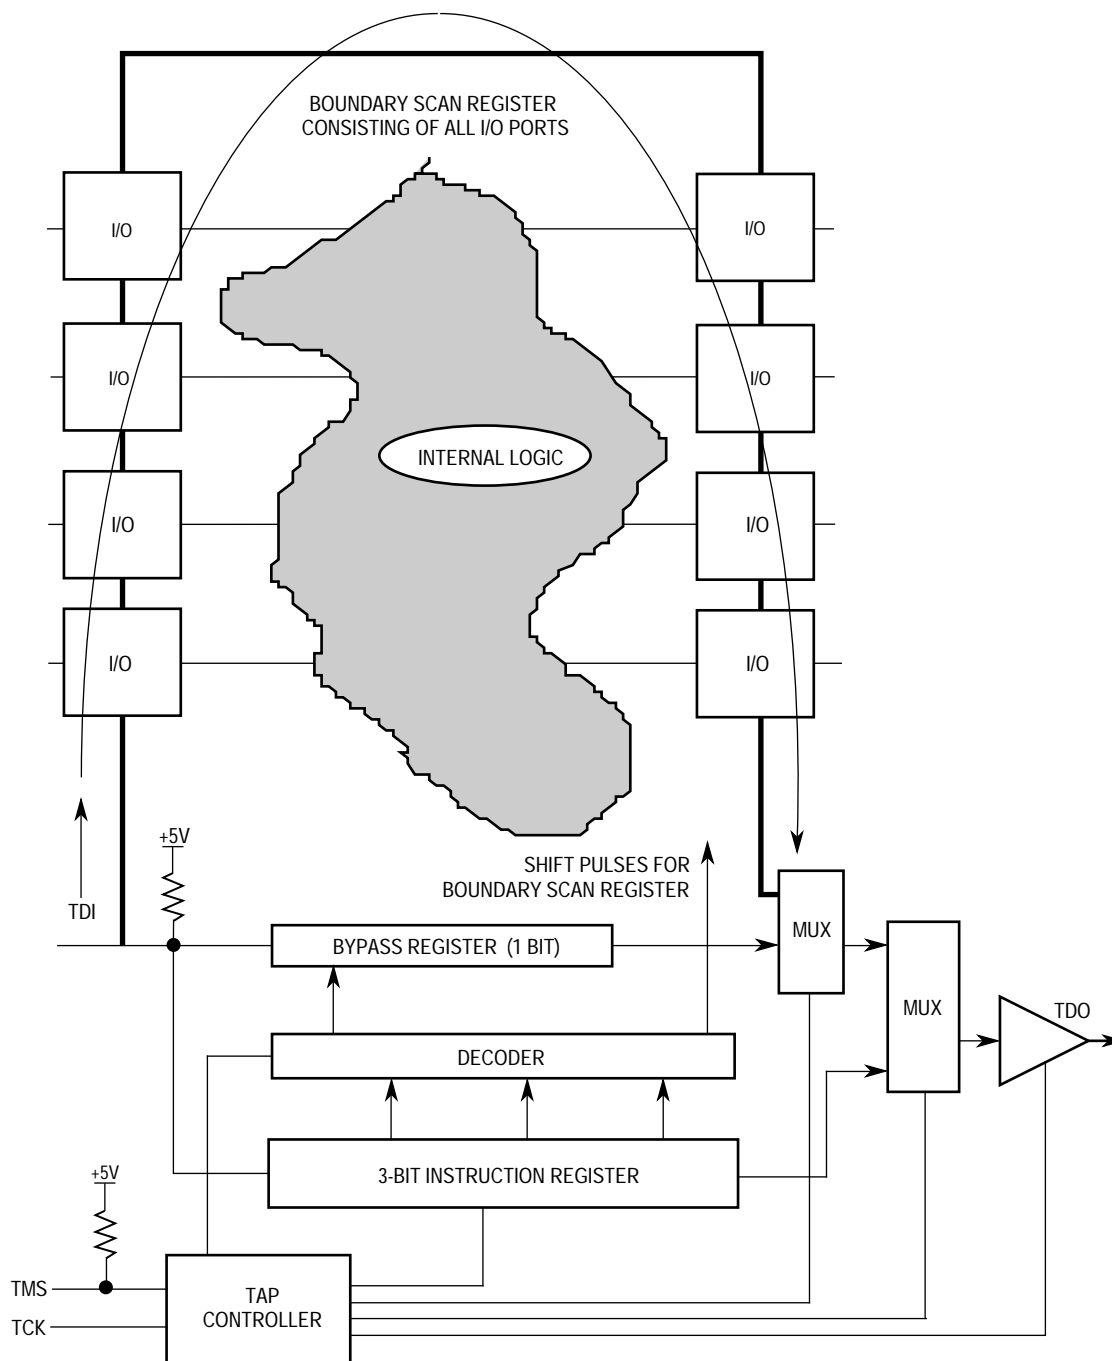 BOUNDARY SCAN REGISTER
CONSISTING OF ALL I/O PORTS
I/O
I/O
I/O
I/O
INTERNAL LOGIC
I/O
I/O
I/O
I/O
+5V
SHIFT PULSES FOR
BOUNDARY SCAN REGISTER
TDI
BYPASS REGISTER (1 BIT)
MUX
MUX
TDO
DECODER
3-BIT INSTRUCTION REGISTER
+5V
TMS
TAP
CONTROLLER
TCK